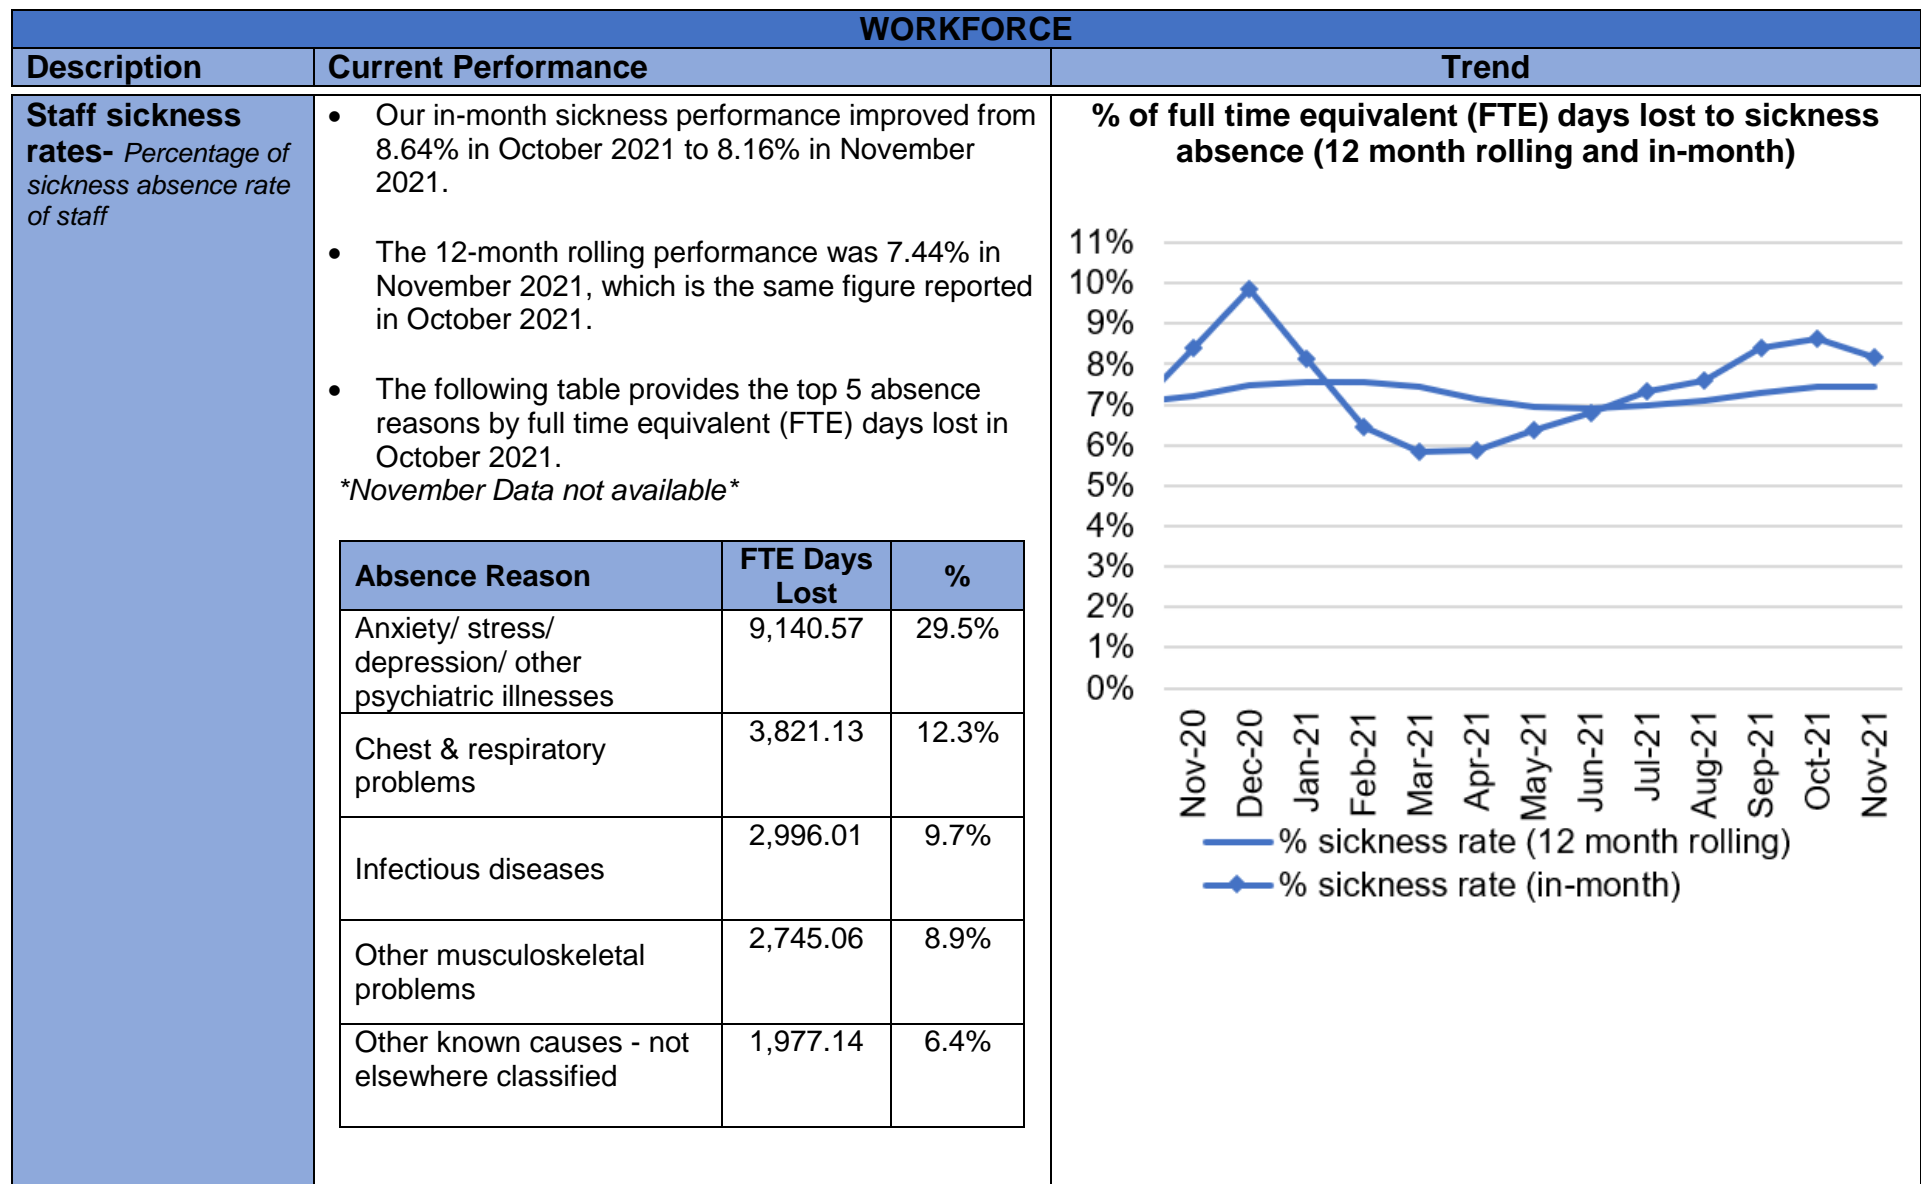 WORKFORCE
Description
Current Performance
Trend
Staff sickness
rates- Percentage of
sickness absence rate
of staff
• Our in-month sickness performance improved from
8.64% in October 2021 to 8.16% in November
2021.
• The 12-month rolling performance was 7.44% in
November 2021, which is the same figure reported
in October 2021.
• The following table provides the top 5 absence
reasons by full time equivalent (FTE) days lost in
October 2021.
*November Data not available*
Absence Reason
FTE Days
Lost
%
Anxiety/ stress/
depression/ other
psychiatric illnesses
9,140.57
29.5%
Chest & respiratory
problems
3,821.13
12.3%
Infectious diseases
2,996.01
9.7%
Other musculoskeletal
problems
2,745.06
8.9%
Other known causes - not
elsewhere classified
1,977.14
6.4%
% of full time equivalent (FTE) days lost to sickness
absence (12 month rolling and in-month)
11%
10%
9%
8%
7%
6%
5%
4%
3%
2%
1%
0%
Nov-20
Dec-20
Jan-21
Feb-21
Mar-21
Apr-21
May-21
Jun-21
Jul-21
Aug-21
Sep-21
Oct-21
Nov-21
% sickness rate (12 month rolling)
% sickness rate (in-month)